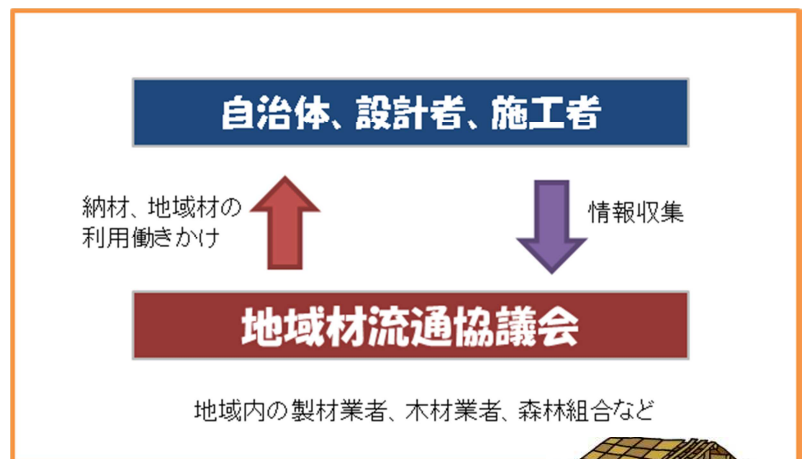 自治体、設計者、施工者
納材、地域材の
利用働きかけ
情報収集
地域材流通協議会
地域内の製材業者、木材業者、森林組合など